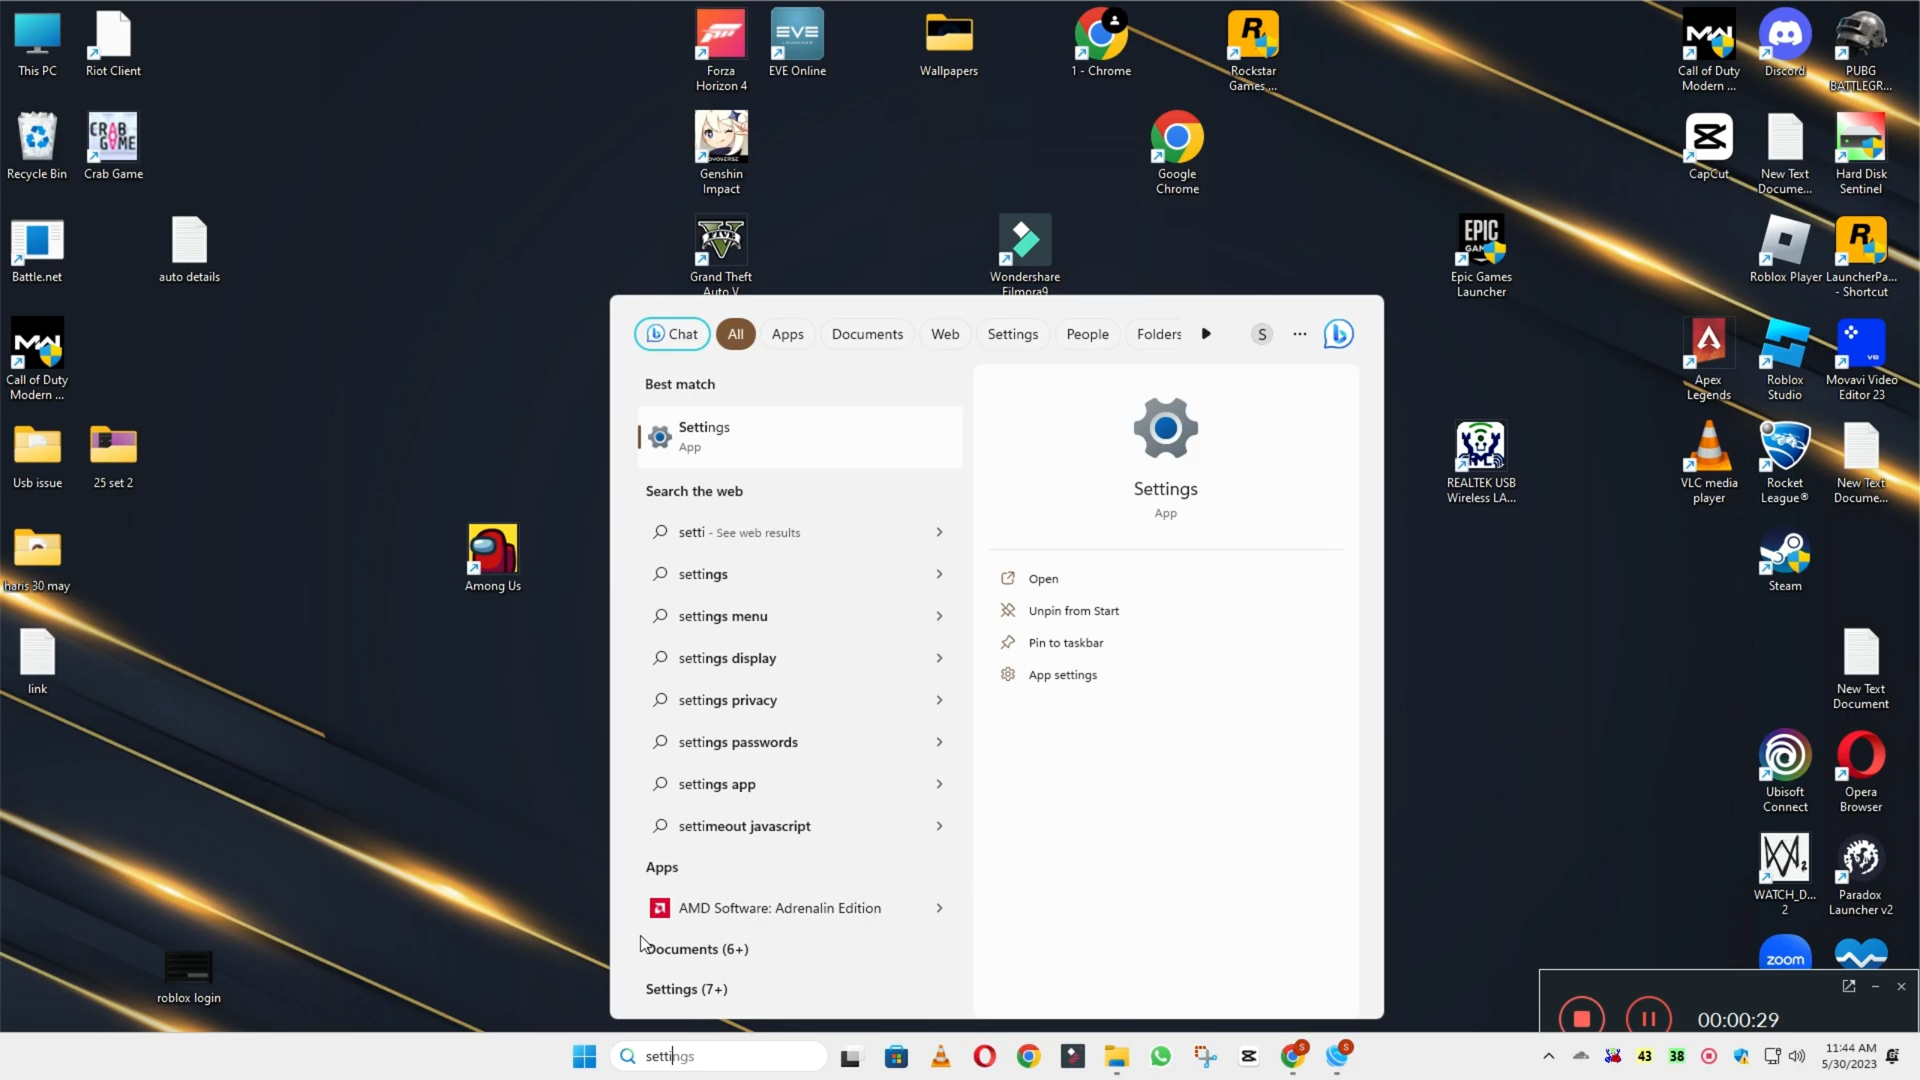 This PC
Riot Client
Forza
Horizon 4
EVE
EVE Online
Wallpapers
1 - Chrome
Rockstar
Games ...
Call of Duty
Modern ...
Discord
PUBG
BATTLEGR...
Recycle Bin
CRAB
GAME
Crab Game
Genshin
Impact
Google
Chrome
CapCut
New Text
Docume...
Hard Disk
Sentinel
Battle.net
auto details
Grand Theft
Auto V
Wondershare
Filmora9
EPIC
GAMES
Epic Games
Launcher
Roblox Player
LauncherPa...
- Shortcut
Call of Duty
Modern ...
Chat
All
Apps
Documents
Web
Settings
People
Folders
S
Apex
Legends
Roblox
Studio
Movavi Video
Editor 23
Best match
Settings
App
Settings
App
Usb issue
25 set 2
REALTEK USB
Wireless LA...
VLC media
player
Rocket
League®
New Text
Docume...
Search the web
setti - See web results
settings
settings menu
settings display
settings privacy
settings passwords
settings app
settimeout javascript
Open
Unpin from Start
Pin to taskbar
App settings
haris 30 may
Among Us
Steam
link
New Text
Document
Ubisoft
Connect
Opera
Browser
Apps
AMD Software: Adrenalin Edition
Documents (6+)
Settings (7+)
WATCH_D...
2
Paradox
Launcher v2
zoom
roblox login
00:00:29
settings
S
S
43
38
11:44 AM
5/30/2023